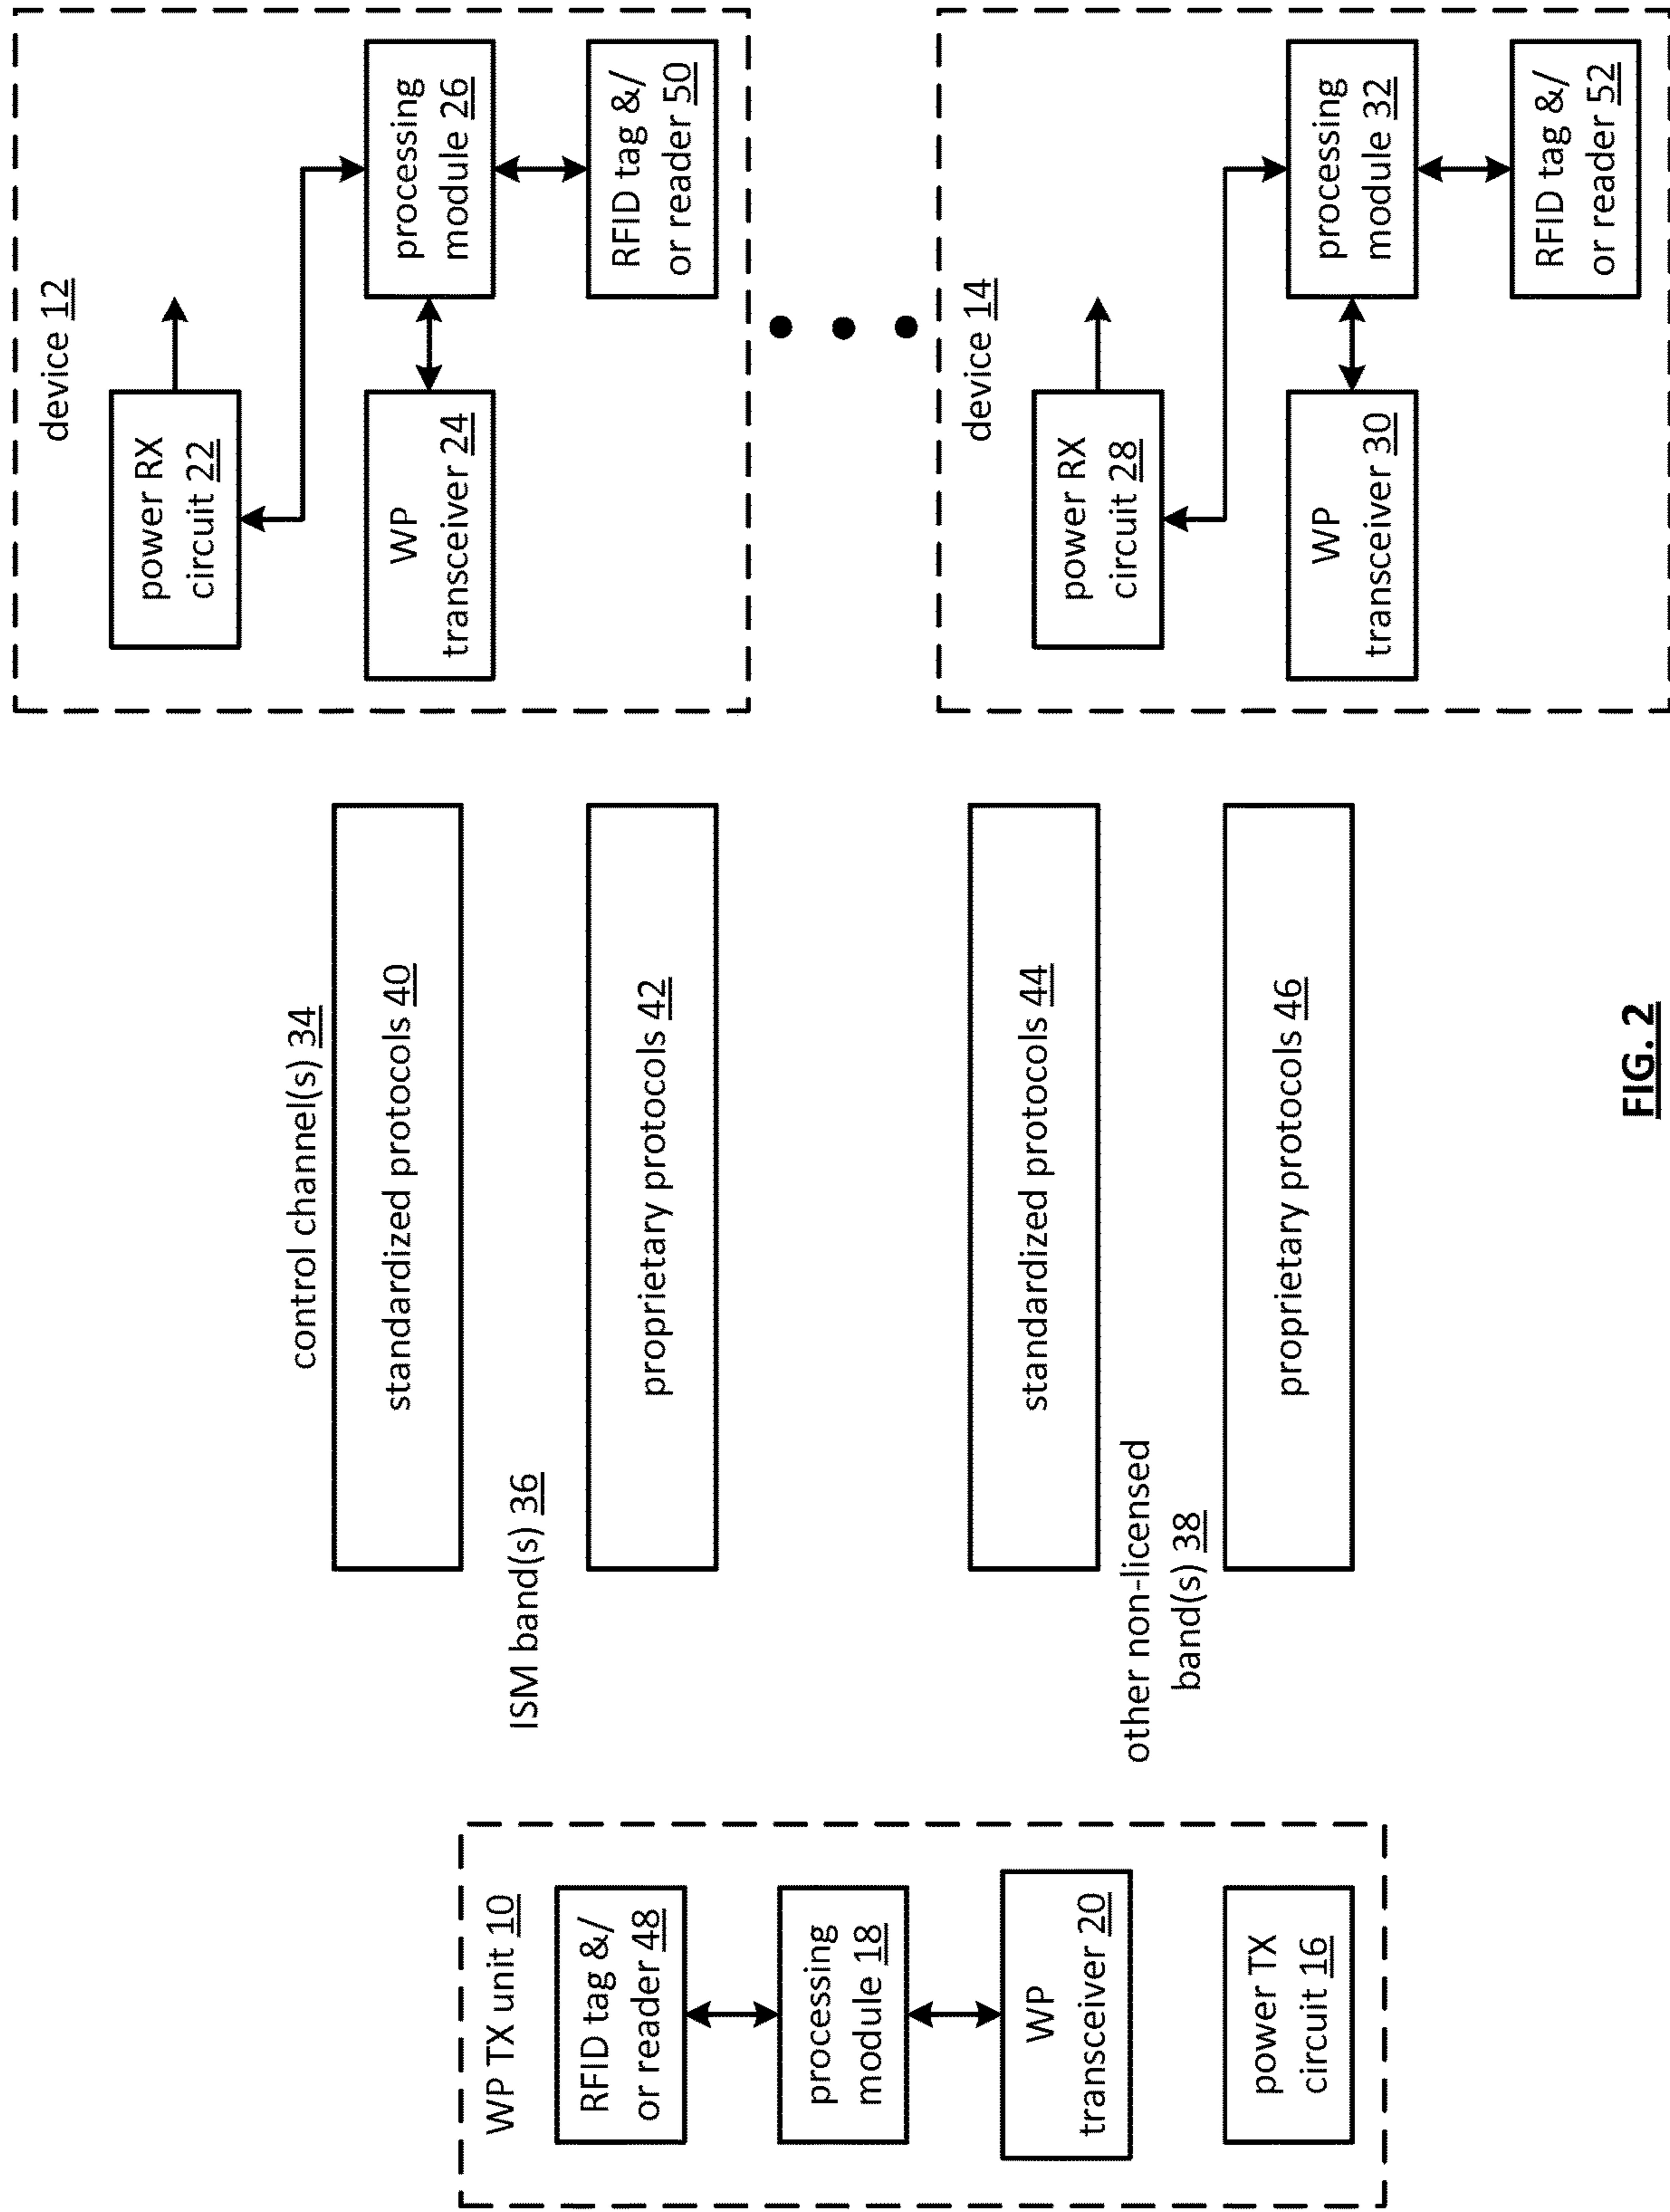 WP TX unit 10
RFID tag &/
or reader 48
processing
module 18
WP
transceiver 20
power TX
circuit 16
control channel(s) 34
standardized protocols 40
ISM band(s) 36
proprietary protocols 42
standardized protocols 44
other non-licensed
band(s) 38
proprietary protocols 46
device 12
power RX
circuit 22
WP
transceiver 24
processing
module 26
RFID tag &/
or reader 50
device 14
power RX
circuit 28
WP
transceiver 30
processing
module 32
RFID tag &/
or reader 52
FIG. 2